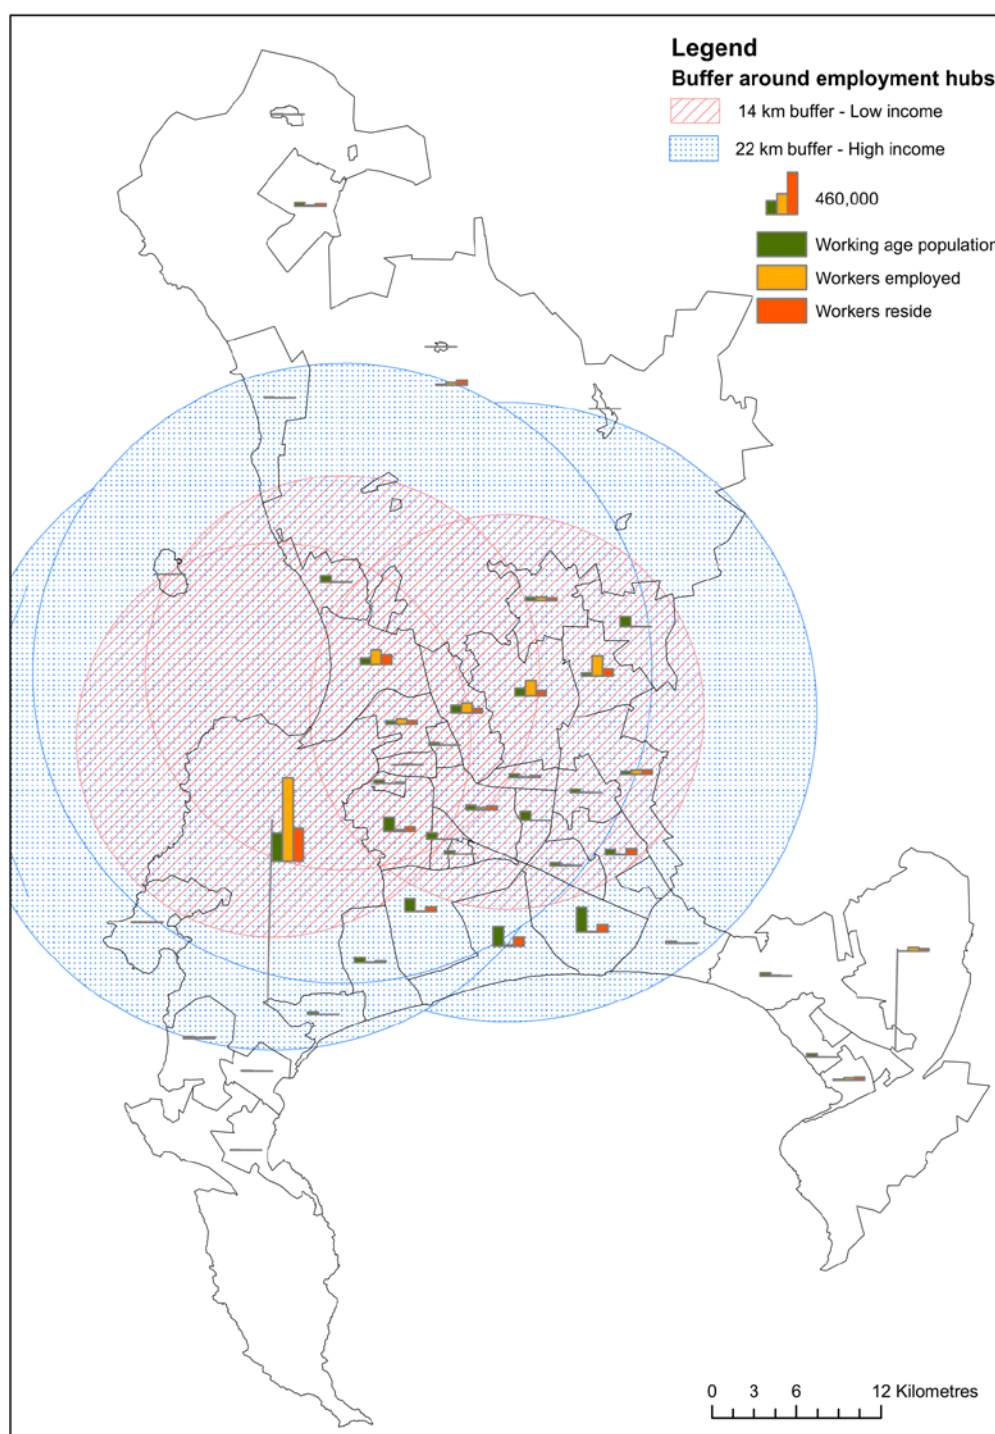 Legend
Buffer around employment hubs
14 km buffer - Low income
22 km buffer - High income
460,000
Working age population
Workers employed
Workers reside
0 3 6 12 Kilometres